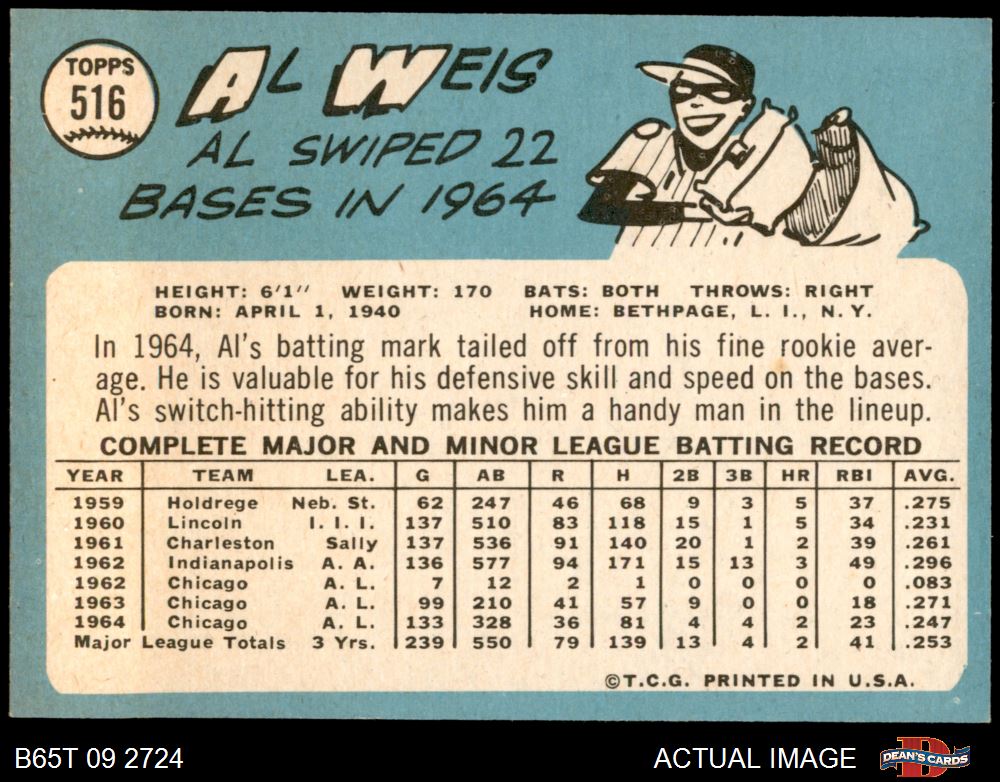 TOPPS
516
AL WEIS
AL SWIPED 22
BASES IN 1964
HEIGHT: 6'1" WEIGHT: 170 BATS: BOTH THROWS: RIGHT
BORN: APRIL 1, 1940 HOME: BETHPAGE, L. I., N. Y.
In 1964, Al's batting mark tailed off from his fine rookie aver-
age. He is valuable for his defensive skill and speed on the bases.
Al's switch-hitting ability makes him a handy man in the lineup.
COMPLETE MAJOR AND MINOR LEAGUE BATTING RECORD
YEAR TEAM LEA. G AB R H 2B 3B HR RBI AVG.
1959 Holdrege Neb. St. 62 247 46 68 9 3 5 37 .275
1960 Lincoln I. I. I. 137 510 83 118 15 1 5 34 .231
1961 Charleston Sally 137 536 91 140 20 1 2 39 .261
1962 Indianapolis A. A. 136 577 94 171 15 13 3 49 .296
1962 Chicago A. L. 7 12 2 1 0 0 0 0 .083
1963 Chicago A. L. 99 210 41 57 9 0 0 18 .271
1964 Chicago A. L. 133 328 36 81 4 4 2 23 .247
Major League Totals 3 Yrs. 239 550 79 139 13 4 2 41 .253
©T.C.G. PRINTED IN U.S.A.
B65T 09 2724 ACTUAL IMAGE DEAN'S CARDS